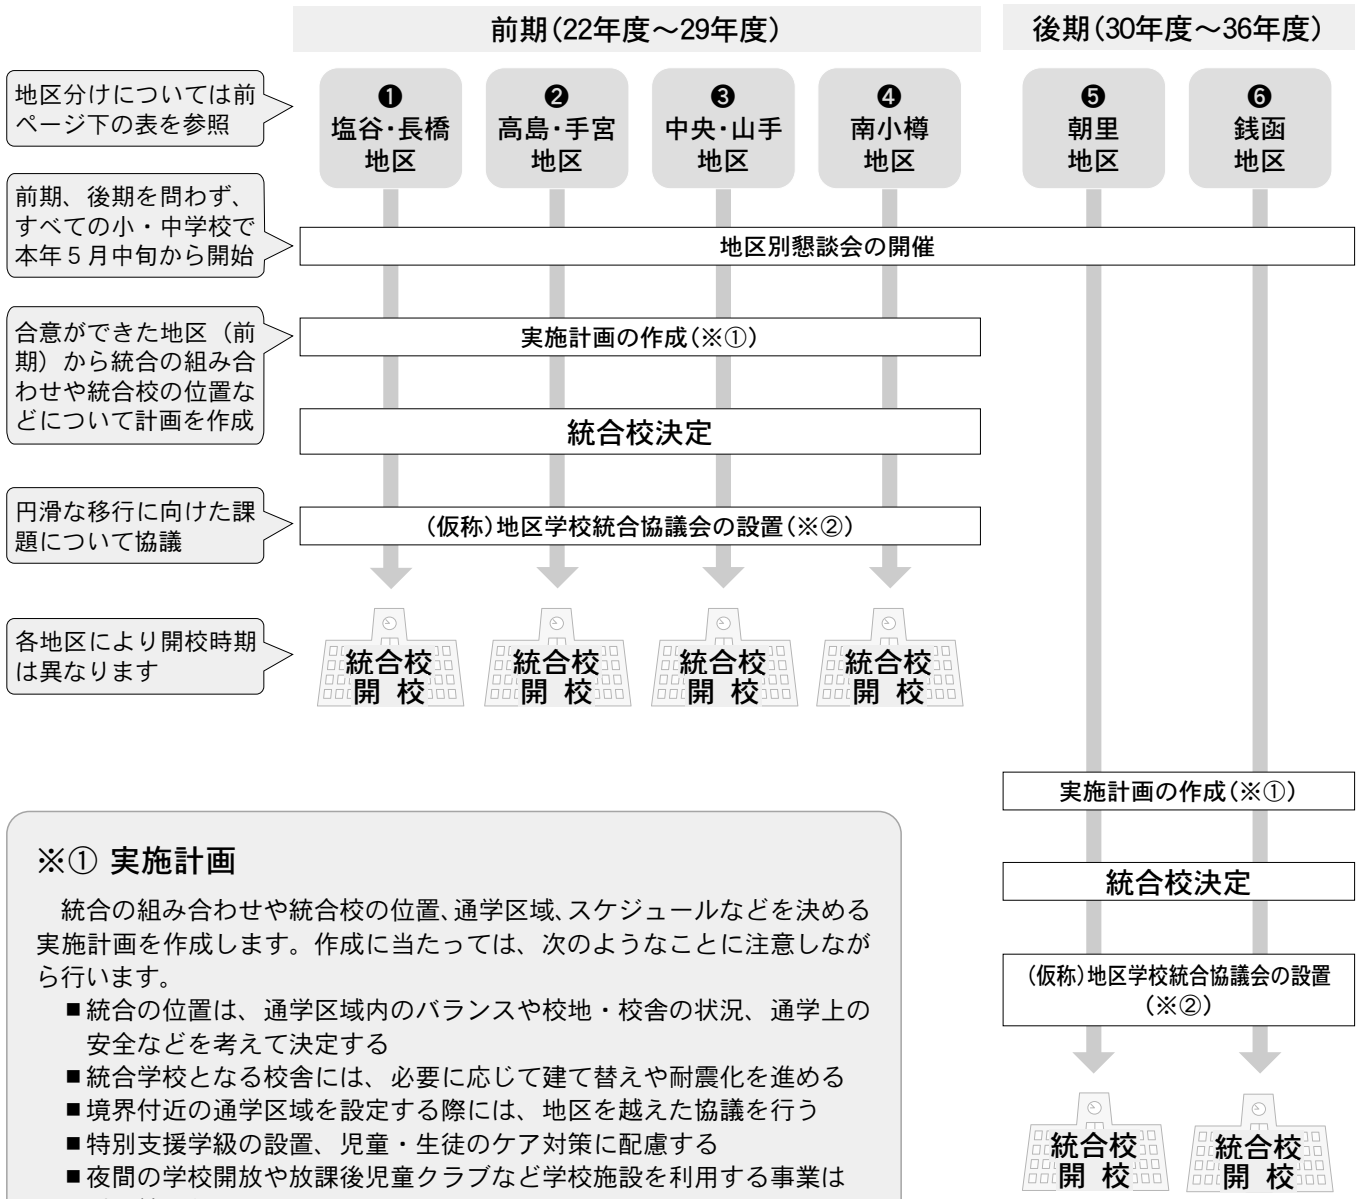 前期(22年度～29年度)
後期(30年度～36年度)
地区分けについては前
ページ下の表を参照
❶
塩谷・長橋
地区
❷
高島・手宮
地区
❸
中央・山手
地区
❹
南小樽
地区
❺
朝里
地区
❻
銭函
地区
前期、後期を問わず、
すべての小・中学校で
本年5月中旬から開始
地区別懇談会の開催
合意ができた地区（前
期）から統合の組み合
わせや統合校の位置な
どについて計画を作成
実施計画の作成(※①)
統合校決定
円滑な移行に向けた課
題について協議
(仮称)地区学校統合協議会の設置(※②)
各地区により開校時期
は異なります
統合校
開 校
統合校
開 校
統合校
開 校
統合校
開 校
実施計画の作成(※①)
統合校決定
(仮称)地区学校統合協議会の設置
(※②)
統合校
開 校
統合校
開 校
※① 実施計画
統合の組み合わせや統合校の位置、通学区域、スケジュールなどを決める
実施計画を作成します。作成に当たっては、次のようなことに注意しなが
ら行います。
■統合の位置は、通学区域内のバランスや校地・校舎の状況、通学上の
安全などを考えて決定する
■統合学校となる校舎には、必要に応じて建て替えや耐震化を進める
■境界付近の通学区域を設定する際には、地区を越えた協議を行う
■特別支援学級の設置、児童・生徒のケア対策に配慮する
■夜間の学校開放や放課後児童クラブなど学校施設を利用する事業は